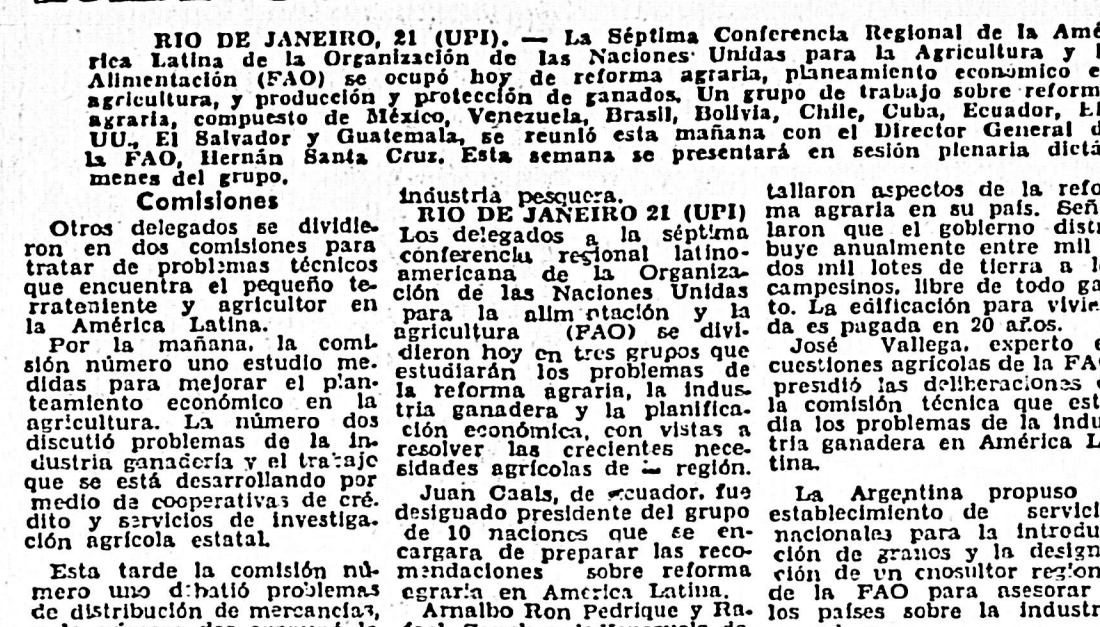 RIO DE JANEIRO, 21 (UPI). — La Séptima Conferencia Regional de la Amé
rica Latina de la Organización de las Naciones Unidas para la Agricultura y l
Alimentación (FAO) se ocupó hoy de reforma agraria, planeamiento económico e
agricultura, y producción y protección de ganados. Un grupo de trabajo sobre reform
agraria, compuesto de México, Venezuela, Brasil, Bolivia, Chile, Cuba, Ecuador, EE
UU., El Salvador y Guatemala, se reunió esta mañana con el Director General d
la FAO, Hernán Santa Cruz. Esta semana se presentará en sesión plenaria dictá
menes del grupo.
Comisiones
Otros delegados se dividie-
ron en dos comisiones para
tratar de problemas técnicos
que encuentra el pequeño te-
rrateniente y agricultor en
la América Latina.
Por la mañana, la comi-
sión número uno estudio me-
didas para mejorar el plan-
teamiento económico en la
agricultura. La número dos
discutió problemas de la in-
dustria ganadería y el trabajo
que se está desarrollando por
medio de cooperativas de cré-
dito y servicios de investiga-
ción agrícola estatal.
Esta tarde la comisión nú-
mero uno debatió problemas
de distribución de mercancías,
industria pesquera.
RIO DE JANEIRO 21 (UPI)
Los delegados a la séptima
conferencia regional latino-
americana de la Organiza-
ción de las Naciones Unidas
para la alimentación y la
agricultura (FAO) se divi-
dieron hoy en tres grupos que
estudiarán los problemas de
la reforma agraria, la indus-
tria ganadera y la planifica-
ción económica, con vistas a
resolver las crecientes nece-
sidades agrícolas de región.
Juan Caals, de Ecuador, fue
designado presidente del grupo
de 10 naciones que se en-
cargara de preparar las reco-
mendaciones sobre reforma
agraria en América Latina.
Arnalbo Ron Pedrique y Ra-
tallaron aspectos de la refo
ma agraria en su país. Seña
laron que el gobierno distr
buye anualmente entre mil
dos mil lotes de tierra a l
campesinos, libre de todo ga
to. La edificación para vivie
da es pagada en 20 años.
José Vallega, experto e
cuestiones agrícolas de la FAO
presidió las deliberaciones
la comisión técnica que est
dia los problemas de la indu
tria ganadera en América L
tina.
La Argentina propuso
establecimiento de servici
nacionales para la introdu
ción de granos y la design
ción de un cnosultor region
de la FAO para asesorar
los países sobre la industr